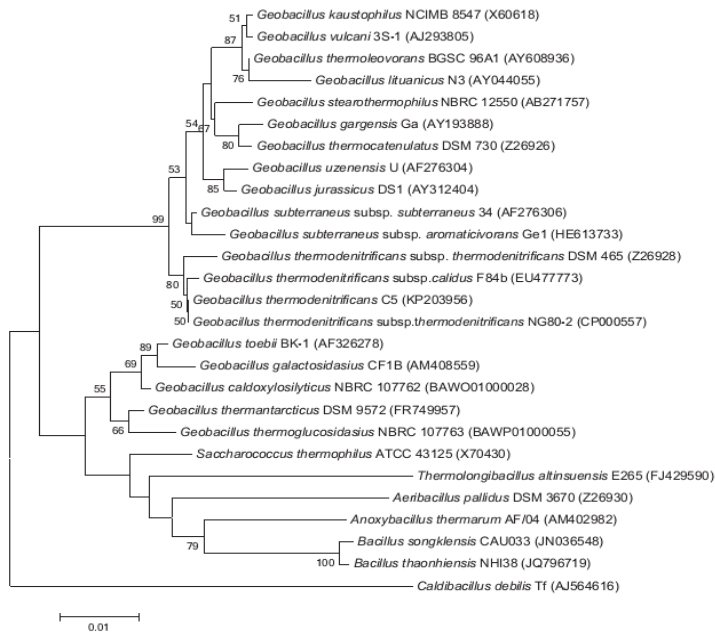 51
Geobacillus kaustophilus NCIMB 8547 (X60618)
87
Geobacillus vulcani 3S-1 (AJ293805)
Geobacillus thermoleovorans BGSC 96A1 (AY608936)
76
Geobacillus lituanicus N3 (AY044055)
Geobacillus stearothermophilus NBRC 12550 (AB271757)
54
67
Geobacillus gargensis Ga (AY193888)
80
Geobacillus thermocatenulatus DSM 730 (Z26926)
53
Geobacillus uzenensis U (AF276304)
85
Geobacillus jurassicus DS1 (AY312404)
99
Geobacillus subterraneus subsp. subterraneus 34 (AF276306)
Geobacillus subterraneus subsp. aromaticivorans Ge1 (HE613733)
Geobacillus thermodenitrificans subsp. thermodenitrificans DSM 465 (Z26928)
80
Geobacillus thermodenitrificans subsp.calidus F84b (EU477773)
50
Geobacillus thermodenitrificans C5 (KP203956)
50
Geobacillus thermodenitrificans subsp.thermodenitrificans NG80-2 (CP000557)
89
Geobacillus toebii BK-1 (AF326278)
69
Geobacillus galactosidasius CF1B (AM408559)
55
Geobacillus caldoxylosilyticus NBRC 107762 (BAWO01000028)
Geobacillus thermantarcticus DSM 9572 (FR749957)
66
Geobacillus thermoglucosidasius NBRC 107763 (BAWP01000055)
Saccharococcus thermophilus ATCC 43125 (X70430)
Thermolongibacillus altinsuensis E265 (FJ429590)
Aeribacillus pallidus DSM 3670 (Z26930)
Anoxybacillus thermarum AF/04 (AM402982)
79
Bacillus songklensis CAU033 (JN036548)
100
Bacillus thaonhiensis NHI38 (JQ796719)
Caldibacillus debilis Tf (AJ564616)
0.01